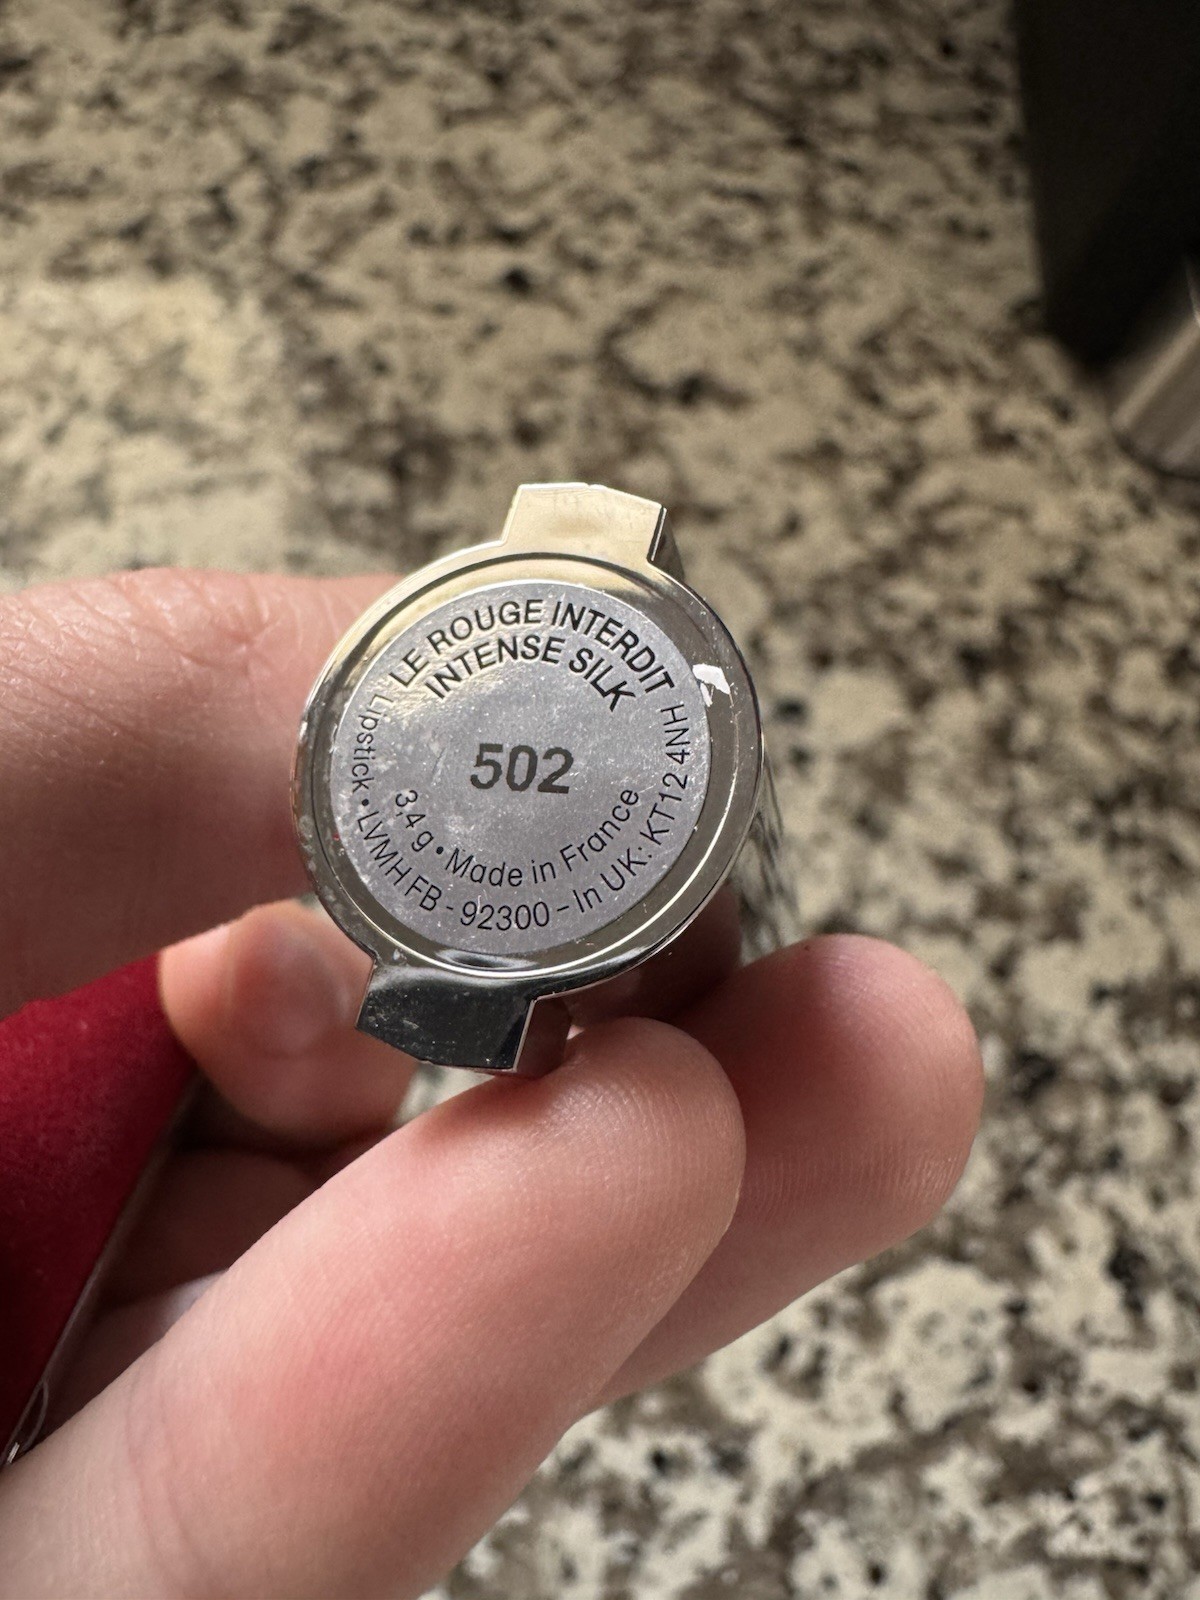 LE ROUGE INTERDIT
INTENSE SILK
502
3,4 g • Made in France
Lipstick • LVMH FB - 92300 – In UK: KT12 4NH